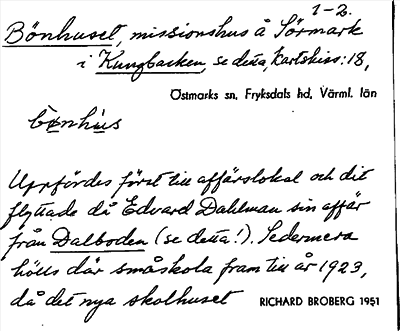 1-2.
Bönhuset, missionshus å Sörmark
i Kungbacken, se detta, kartskiss: 18,
Östmarks sn, Fryksdals hd, Värml. län
Uppfördes först till affärslokal och dit
flyttade då Edvard Dahlman sin affär
från Dalboden (se detta!). Sedermera
hölls där småskola fram till år 1923,
då det nya skolhuset
RICHARD BROBERG 1951